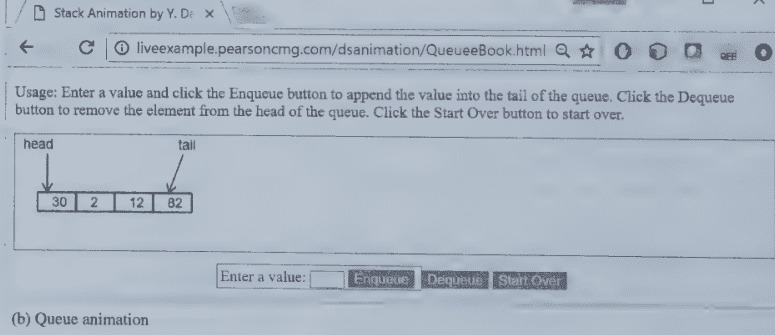 Stack Animation by Y. Da
liveexample.pearsoncmg.com/dsanimation/QueueeBook.html
OFF
Usage: Enter a value and click the Enqueue button to append the value into the tail of the queue. Click the Dequeue
button to remove the element from the head of the queue. Click the Start Over button to start over.
head tail
30 2 12 82
Enter a value: Enqueue Dequeue Start Over
(b) Queue animation